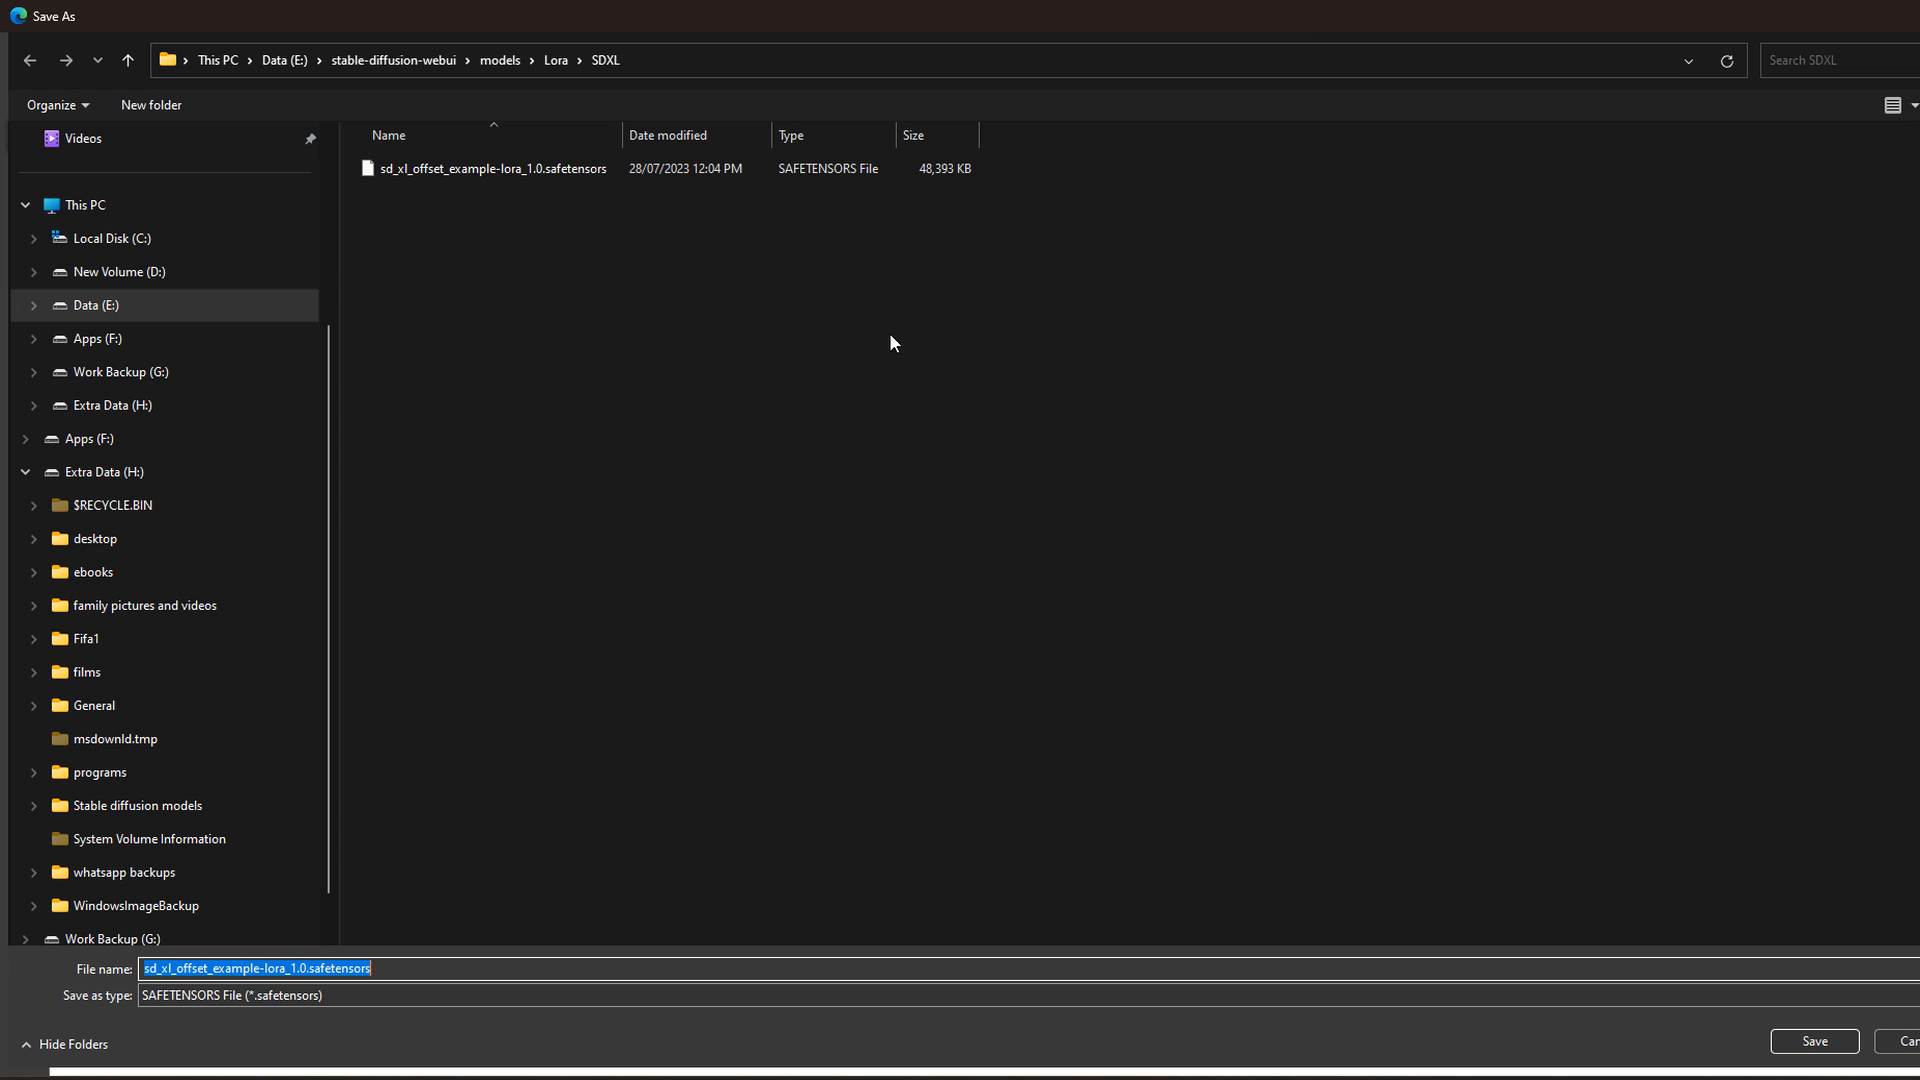 Save As
This PC > Data (E:) > stable-diffusion-webui > models > Lora > SDXL
Search SDXL
Organize
New folder
Name
Date modified
Type
Size
sd_xl_offset_example-lora_1.0.safetensors
28/07/2023 12:04 PM
SAFETENSORS File
48,393 KB
Videos
This PC
Local Disk (C:)
New Volume (D:)
Data (E:)
Apps (F:)
Work Backup (G:)
Extra Data (H:)
Apps (F:)
Extra Data (H:)
$RECYCLE.BIN
desktop
ebooks
family pictures and videos
Fifa1
films
General
msdownld.tmp
programs
Stable diffusion models
System Volume Information
whatsapp backups
WindowsImageBackup
Work Backup (G:)
File name: sd_xl_offset_example-lora_1.0.safetensors
Save as type: SAFETENSORS File (*.safetensors)
Hide Folders
Save
Can